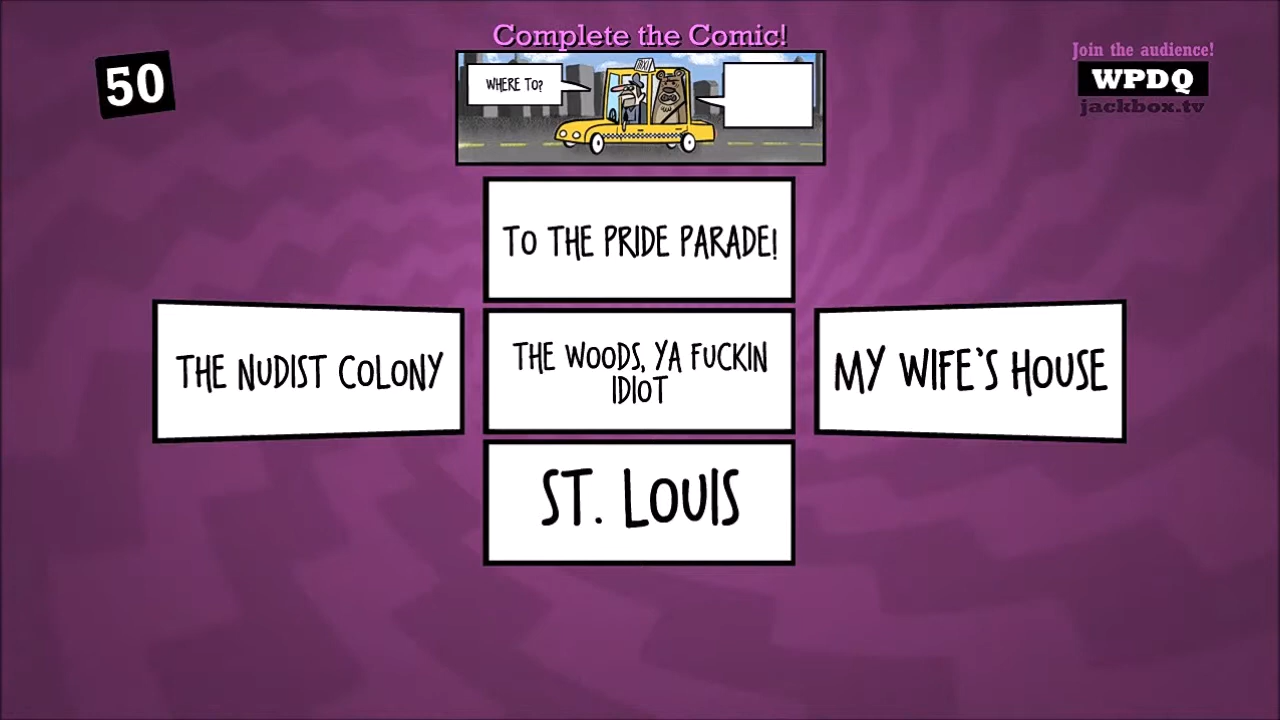 Complete the Comic!
50
WHERE TO?
TAXI
Join the audience!
WPDQ
jackbox.tv
TO THE PRIDE PARADE!
THE NUDIST COLONY
THE WOODS, YA FUCKIN
IDIOT
MY WIFE'S HOUSE
ST. LOUIS